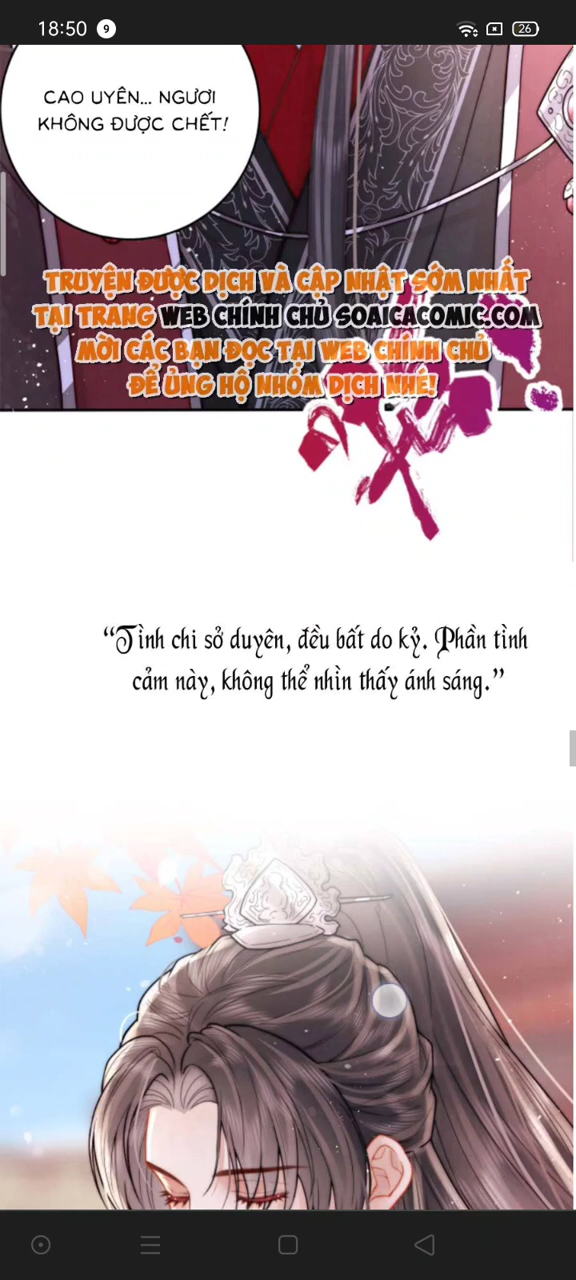 18:50 9 26
CAO UYÊN... NGƯƠI
KHÔNG ĐƯỢC CHẾT!
TRUYỆN ĐƯỢC DỊCH VÀ CẬP NHẬT SỚM NHẤT
TẠI TRANG WEB CHÍNH CHỦ SOAICACOMIC.COM
MỜI CÁC BẠN ĐỌC TẠI WEB CHÍNH CHỦ
ĐỂ ỦNG HỘ NHÓM DỊCH NHÉ!
“Tình chi sở duyên, đều bất do kỷ. Phần tình
cảm này, không thể nhìn thấy ánh sáng.”